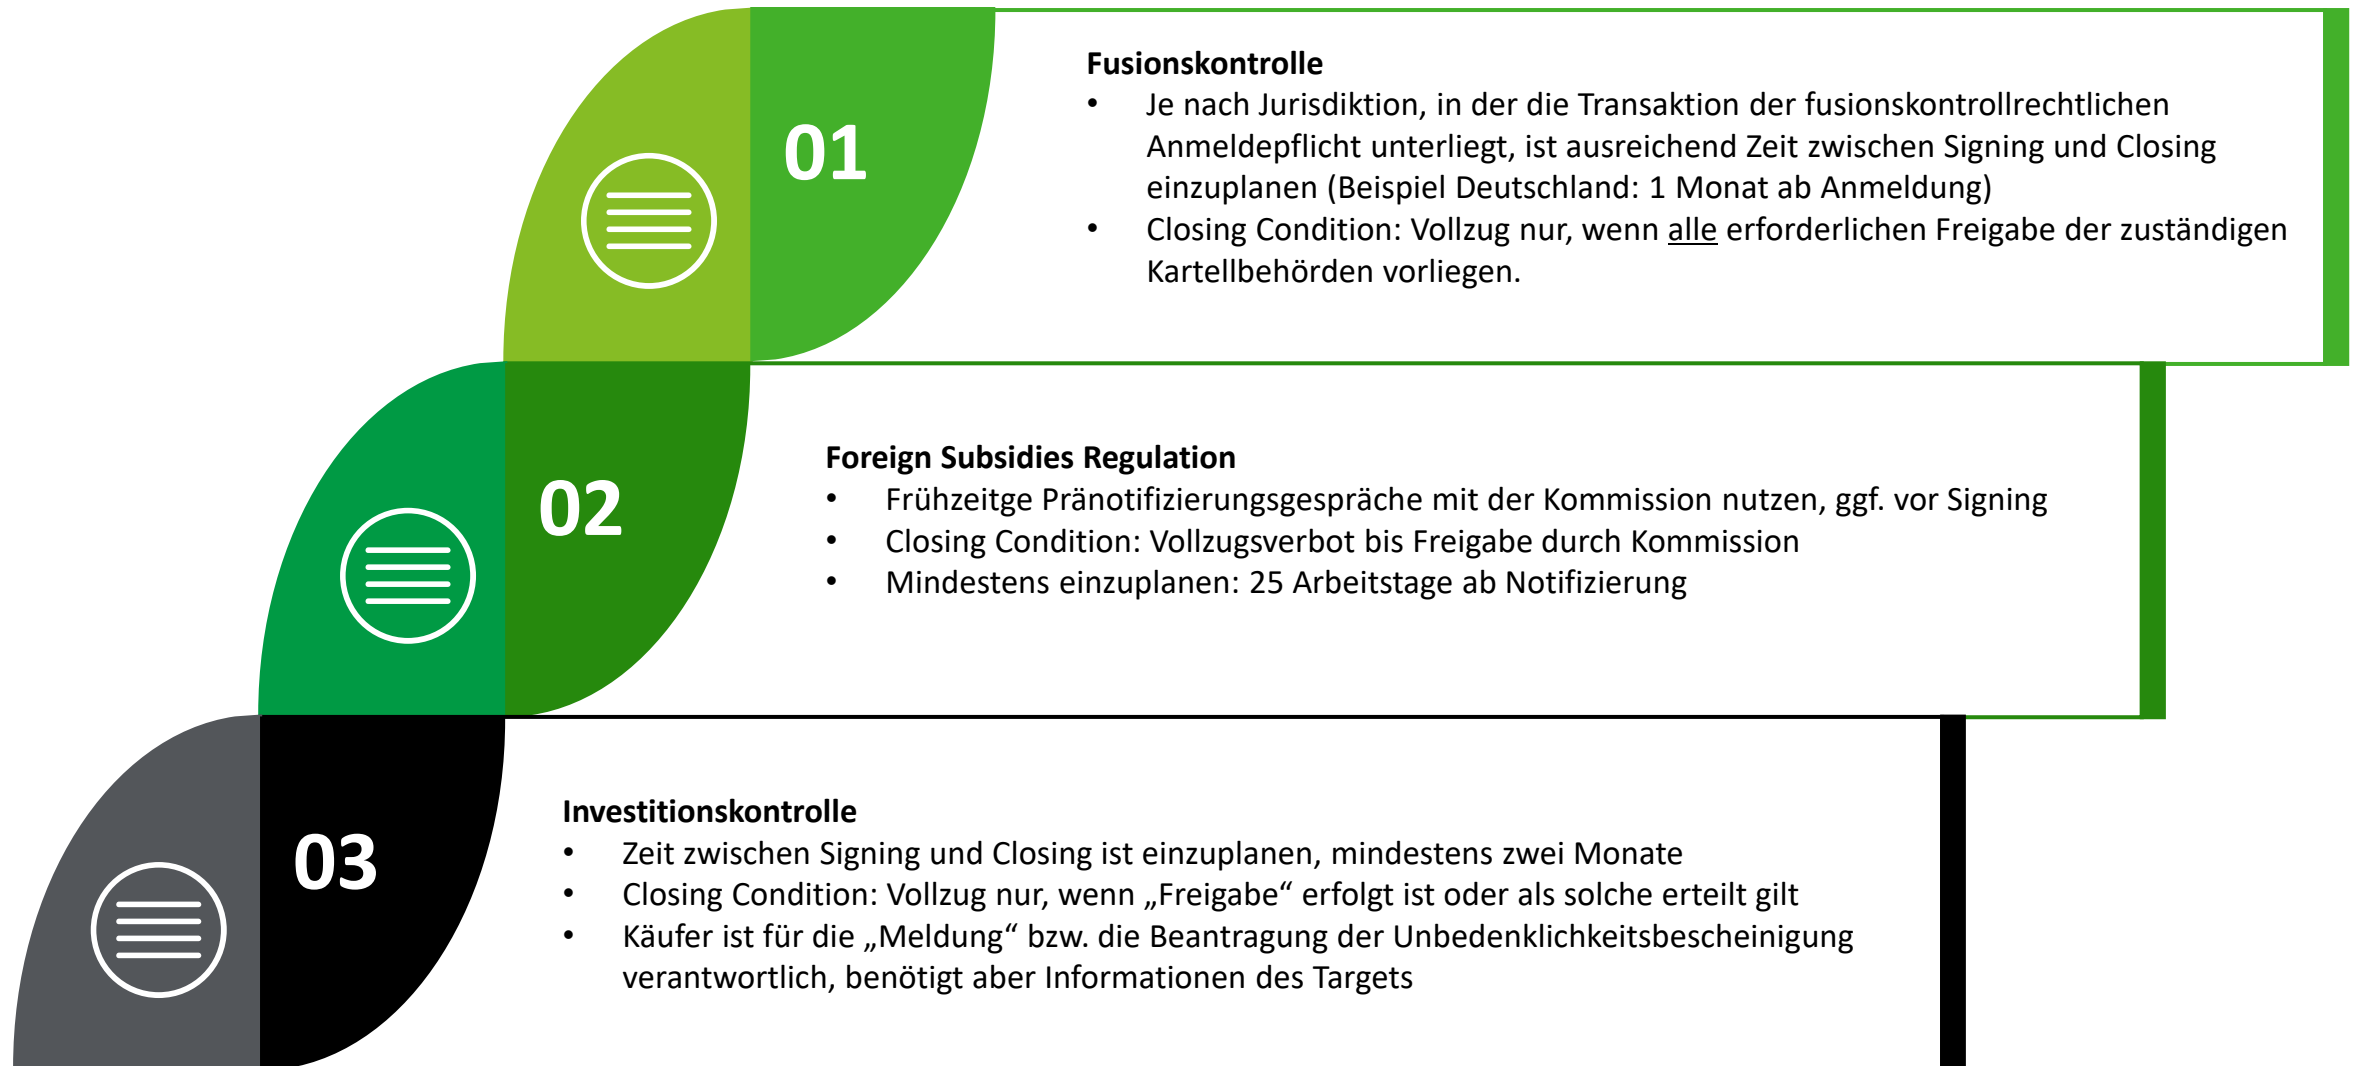 01
Fusionskontrolle
• Je nach Jurisdiktion, in der die Transaktion der fusionskontrollrechtlichen
Anmeldepflicht unterliegt, ist ausreichend Zeit zwischen Signing und Closing
einzuplanen (Beispiel Deutschland: 1 Monat ab Anmeldung)
• Closing Condition: Vollzug nur, wenn alle erforderlichen Freigabe der zuständigen
Kartellbehörden vorliegen.
02
Foreign Subsidies Regulation
• Frühzeitge Pränotifizierungsgespräche mit der Kommission nutzen, ggf. vor Signing
• Closing Condition: Vollzugsverbot bis Freigabe durch Kommission
• Mindestens einzuplanen: 25 Arbeitstage ab Notifizierung
03
Investitionskontrolle
• Zeit zwischen Signing und Closing ist einzuplanen, mindestens zwei Monate
• Closing Condition: Vollzug nur, wenn „Freigabe“ erfolgt ist oder als solche erteilt gilt
• Käufer ist für die „Meldung“ bzw. die Beantragung der Unbedenklichkeitsbescheinigung
verantwortlich, benötigt aber Informationen des Targets